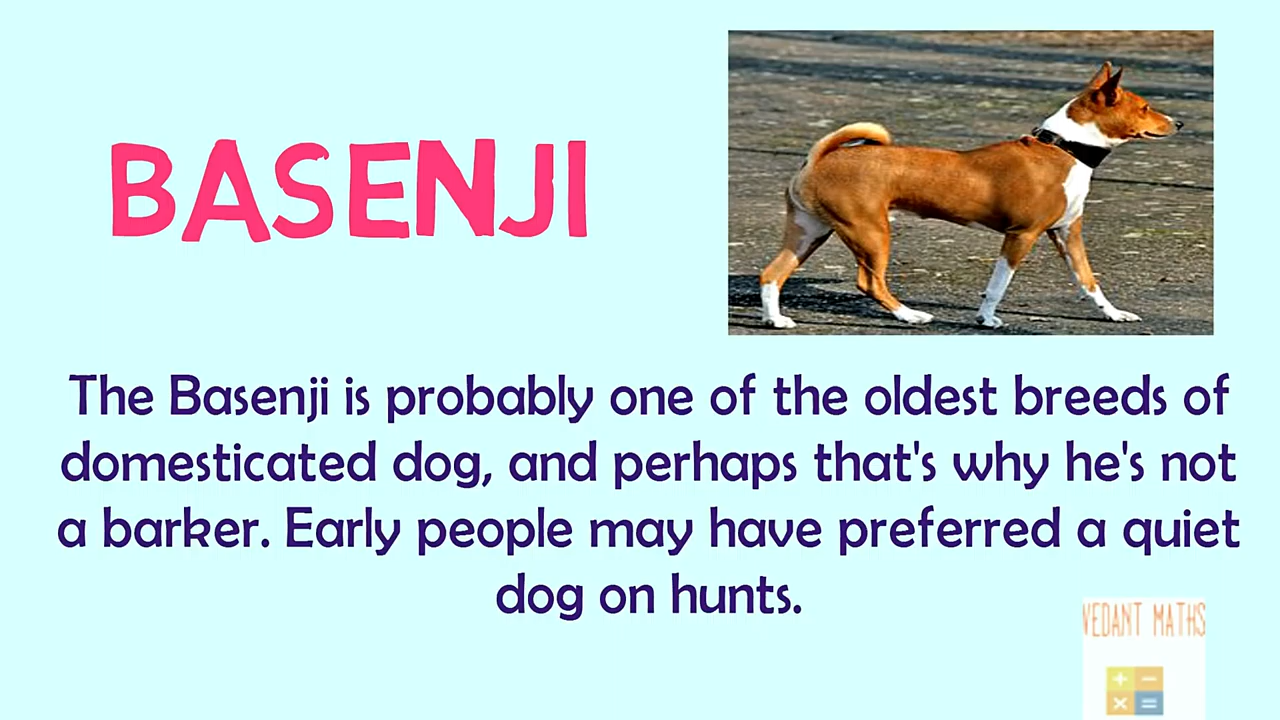 BASENJI
The Basenji is probably one of the oldest breeds of
domesticated dog, and perhaps that's why he's not
a barker. Early people may have preferred a quiet
dog on hunts.
VEDANT MATHS
+ −
× =